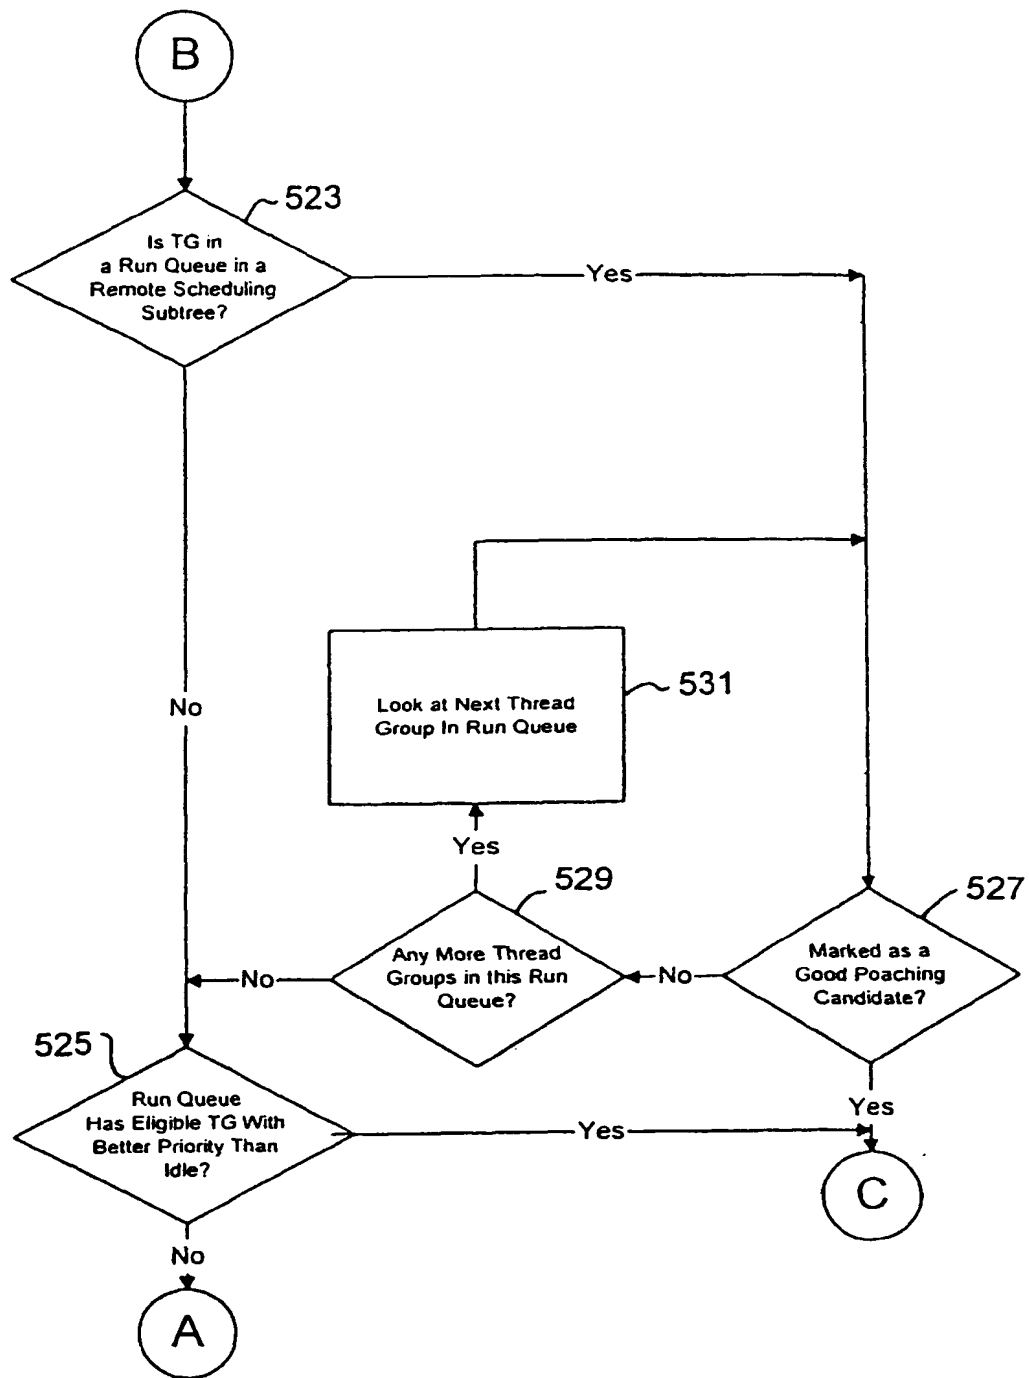 B
523
Is TG in
a Run Queue in a
Remote Scheduling
Subtree?
Yes
No
Look at Next Thread
Group In Run Queue
531
Yes
529
527
Any More Thread
Groups in this Run
Queue?
Marked as a
Good Poaching
Candidate?
No
No
525
Run Queue
Has Eligible TG With
Better Priority Than
Idle?
Yes
Yes
C
No
A